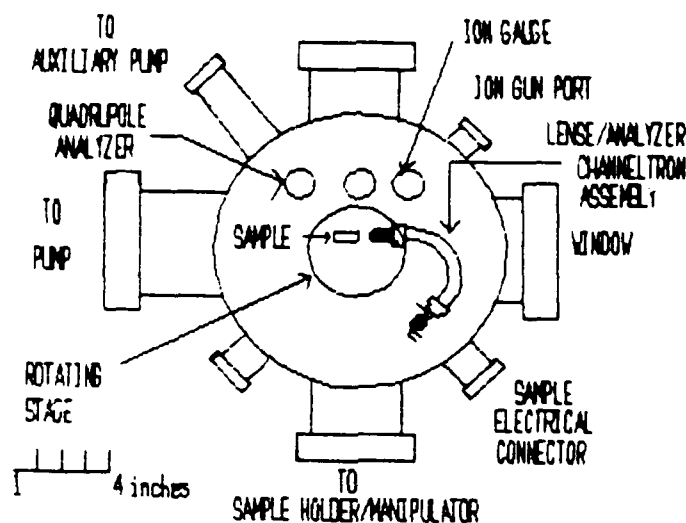 TO
AUXILIARY PUMP
ION GAUGE
QUADRUPOLE
ANALYZER
ION GUN PORT
LENSE/ANALYZER
CHANNELTRON
ASSEMBLY
TO
PUMP
SAMPLE
WINDOW
ROTATING
STAGE
SAMPLE
ELECTRICAL
CONNECTOR
1 4 inches
TO
SAMPLE HOLDER/MANIPULATOR